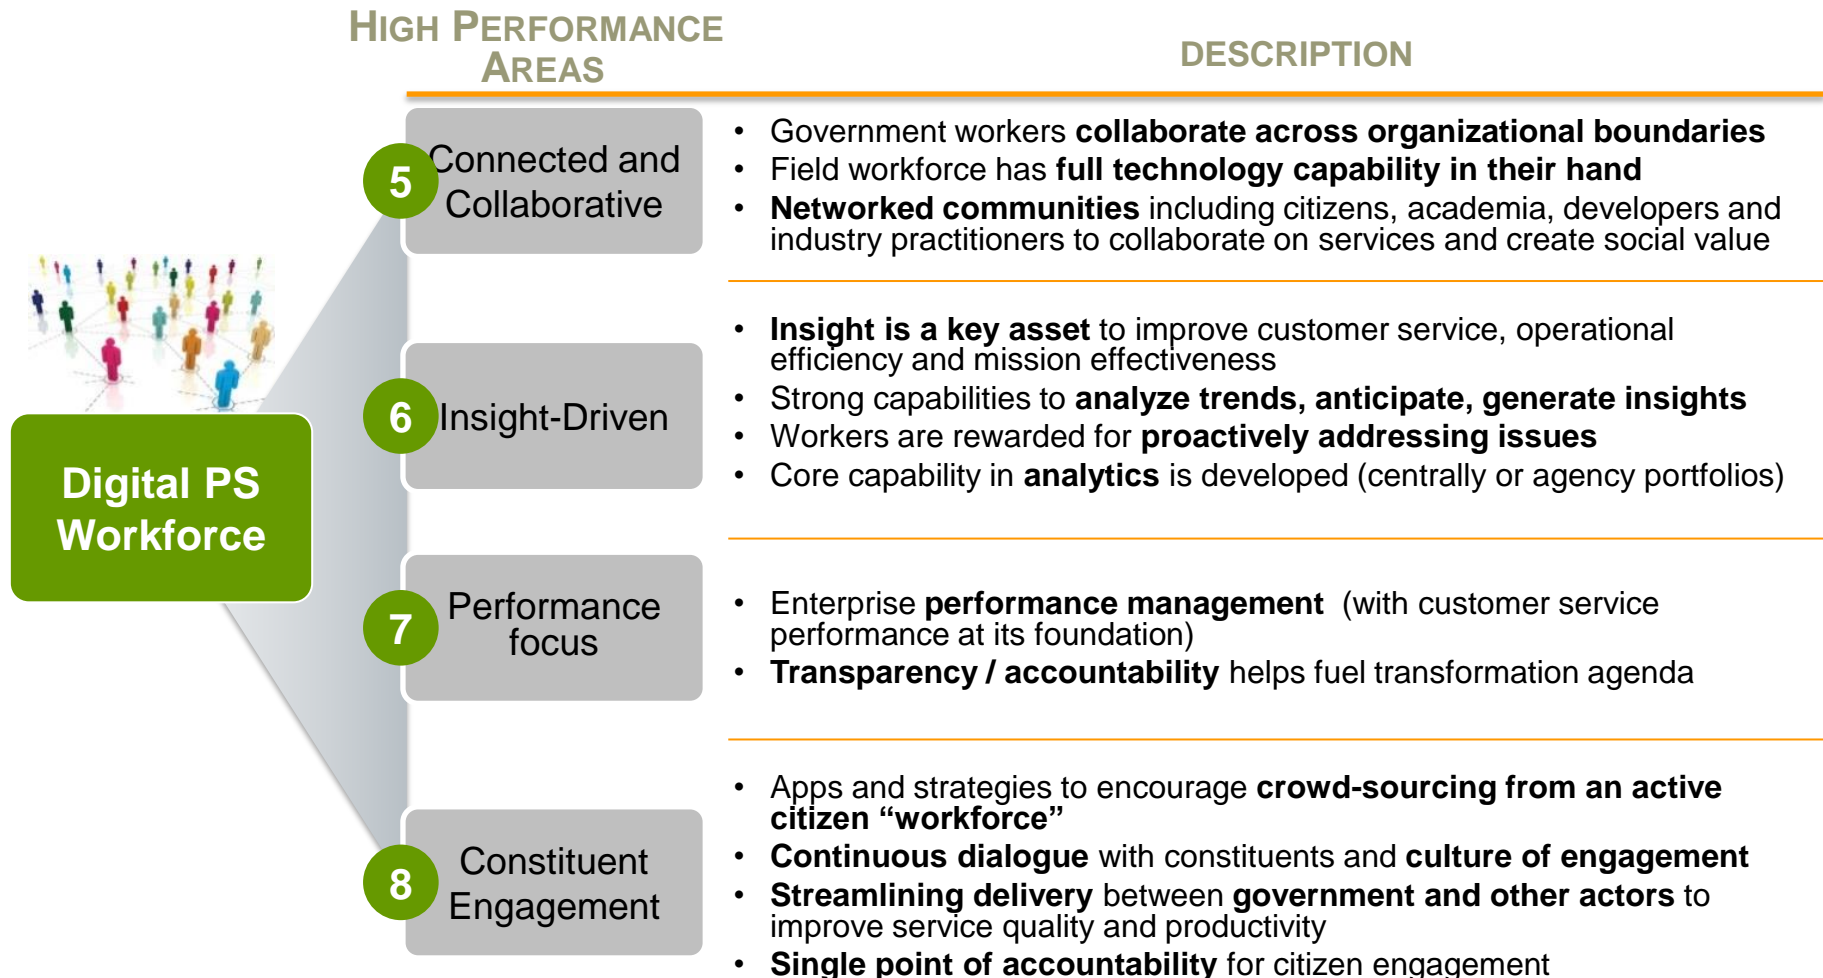 HIGH PERFORMANCE
AREAS
DESCRIPTION
5
Connected and
Collaborative
• Government workers collaborate across organizational boundaries
• Field workforce has full technology capability in their hand
• Networked communities including citizens, academia, developers and
industry practitioners to collaborate on services and create social value
Digital PS
Workforce
6
Insight-Driven
• Insight is a key asset to improve customer service, operational
efficiency and mission effectiveness
• Strong capabilities to analyze trends, anticipate, generate insights
• Workers are rewarded for proactively addressing issues
• Core capability in analytics is developed (centrally or agency portfolios)
7
Performance
focus
• Enterprise performance management (with customer service
performance at its foundation)
• Transparency / accountability helps fuel transformation agenda
8
Constituent
Engagement
• Apps and strategies to encourage crowd-sourcing from an active
citizen “workforce”
• Continuous dialogue with constituents and culture of engagement
• Streamlining delivery between government and other actors to
improve service quality and productivity
• Single point of accountability for citizen engagement